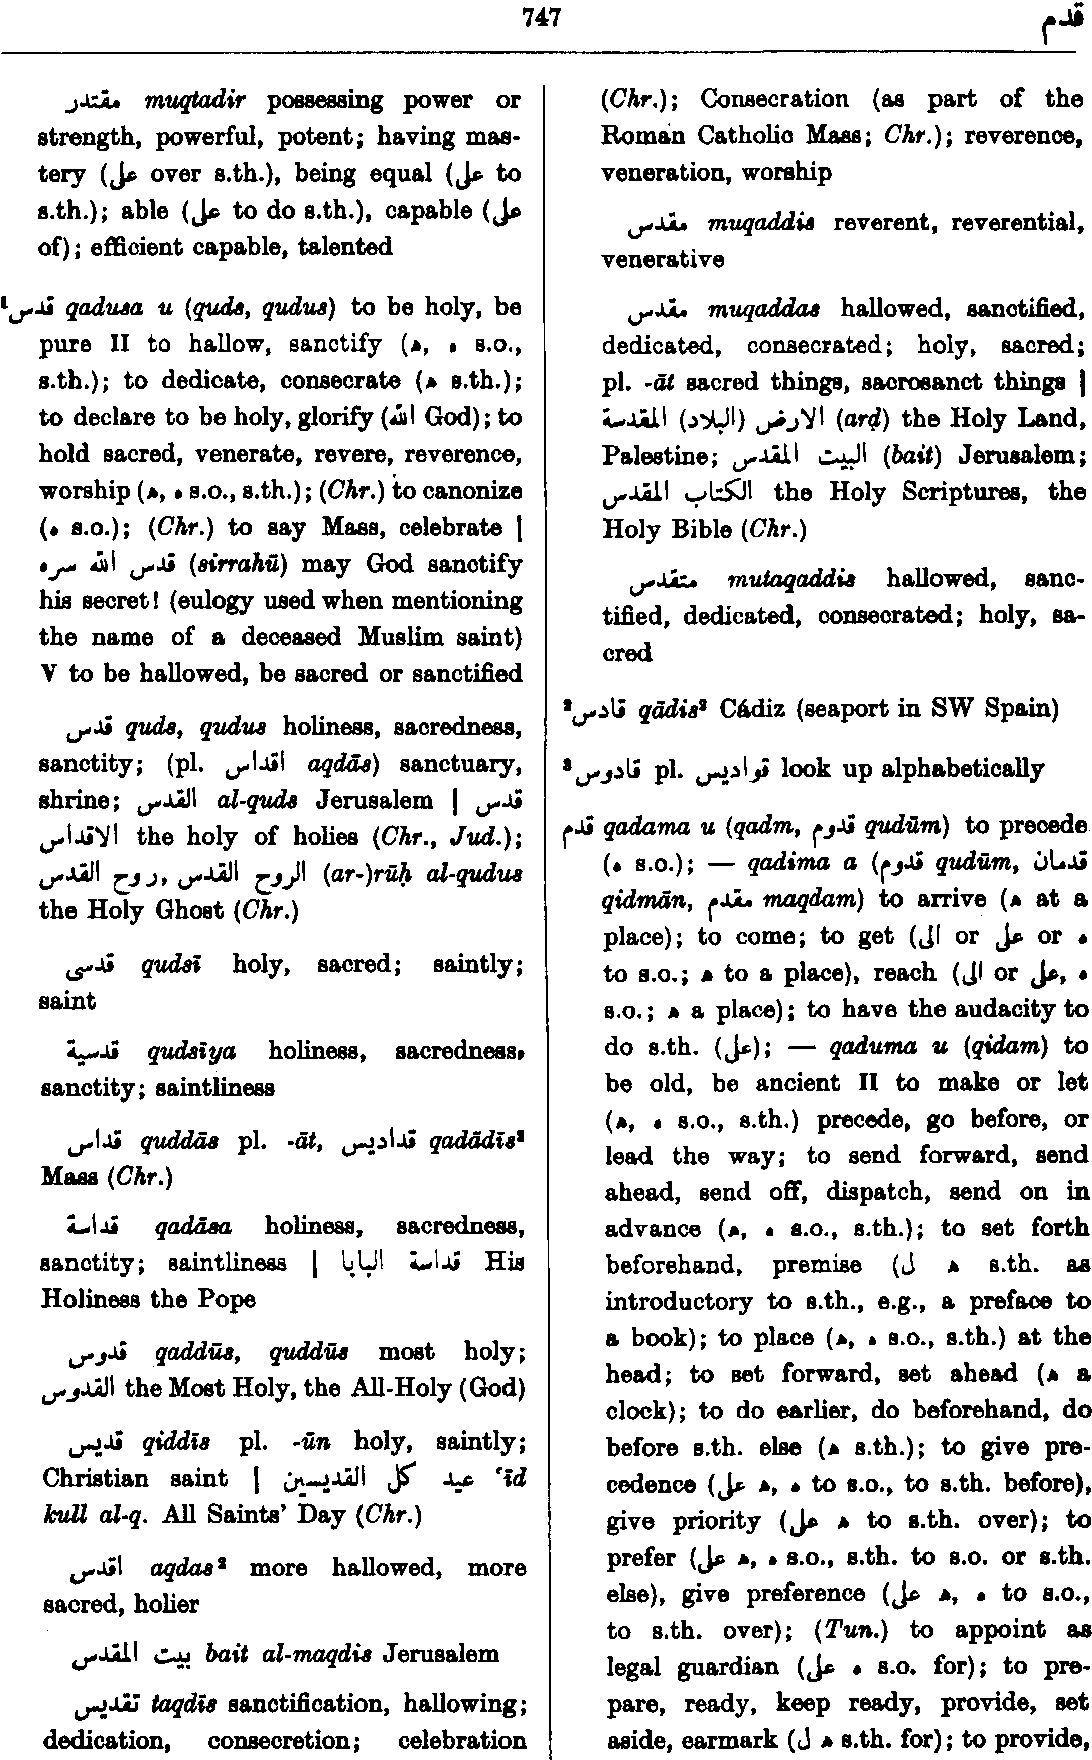 747
قدم
مقتدر muqtadir possessing power or
strength, powerful, potent; having mas-
tery (على over s.th.), being equal (على to
s.th.); able (على to do s.th.), capable (على
of); efficient capable, talented
¹قدس qadusa u (quds, qudus) to be holy, be
pure II to hallow, sanctify (ه, ه s.o.,
s.th.); to dedicate, consecrate (ه s.th.);
to declare to be holy, glorify (الله God); to
hold sacred, venerate, revere, reverence,
worship (ه, ه s.o., s.th.); (Chr.) to canonize
(ه s.o.); (Chr.) to say Mass, celebrate |
قدس الله سره (sirrahū) may God sanctify
his secret! (eulogy used when mentioning
the name of a deceased Muslim saint)
V to be hallowed, be sacred or sanctified
قدس quds, qudus holiness, sacredness,
sanctity; (pl. اقداس aqdās) sanctuary,
shrine; القدس al-quds Jerusalem | قدس
الاقداس the holy of holies (Chr., Jud.);
الروح القدس, روح القدس (ar-)rūḥ al-qudus
the Holy Ghost (Chr.)
قدسى qudsī holy, sacred; saintly;
saint
قدسية qudsīya holiness, sacredness,
sanctity; saintliness
قداس quddās pl. -āt, قداديس qadādīs²
Mass (Chr.)
قداسة qadāsa holiness, sacredness,
sanctity; saintliness | قداسة البابا His
Holiness the Pope
قدوس qaddūs, quddūs most holy;
القدوس the Most Holy, the All-Holy (God)
قديس qiddīs pl. -ūn holy, saintly;
Christian saint | عيد كل القديسين ‘īd
kull al-q. All Saints’ Day (Chr.)
اقدس aqdas² more hallowed, more
sacred, holier
بيت المقدس bait al-maqdis Jerusalem
تقديس taqdīs sanctification, hallowing;
dedication, consecretion; celebration
(Chr.); Consecration (as part of the
Roman Catholic Mass; Chr.); reverence,
veneration, worship
مقدس muqaddis reverent, reverential,
venerative
مقدس muqaddas hallowed, sanctified,
dedicated, consecrated; holy, sacred;
pl. -āt sacred things, sacrosanct things |
الارض (البلاد) المقدسة (arḍ) the Holy Land,
Palestine; البيت المقدس (bait) Jerusalem;
الكتاب المقدس the Holy Scriptures, the
Holy Bible (Chr.)
متقدس mutaqaddis hallowed, sanc-
tified, dedicated, consecrated; holy, sa-
cred
²قادس qādis² Cádiz (seaport in SW Spain)
³قادوس pl. قواديس look up alphabetically
قدم qadama u (qadm, قدوم qudūm) to precede
(ه s.o.); — qadima a (قدوم qudūm, قدمان
qidmān, مقدم maqdam) to arrive (ه at a
place); to come; to get (الى or على or ه
to s.o.; ه to a place), reach (الى or على, ه
s.o.; ه a place); to have the audacity to
do s.th. (على); — qaduma u (qidam) to
be old, be ancient II to make or let
(ه, ه s.o., s.th.) precede, go before, or
lead the way; to send forward, send
ahead, send off, dispatch, send on in
advance (ه, ه s.o., s.th.); to set forth
beforehand, premise (ل ه s.th. as
introductory to s.th., e.g., a preface to
a book); to place (ه, ه s.o., s.th.) at the
head; to set forward, set ahead (ه a
clock); to do earlier, do beforehand, do
before s.th. else (ه s.th.); to give pre-
cedence (على ه, ه to s.o., to s.th. before),
give priority (على ه to s.th. over); to
prefer (على ه, ه s.o., s.th. to s.o. or s.th.
else), give preference (على ه, ه to s.o.,
to s.th. over); (Tun.) to appoint as
legal guardian (على ه s.o. for); to pre-
pare, ready, keep ready, provide, set
aside, earmark (ل ه s.th. for); to provide,